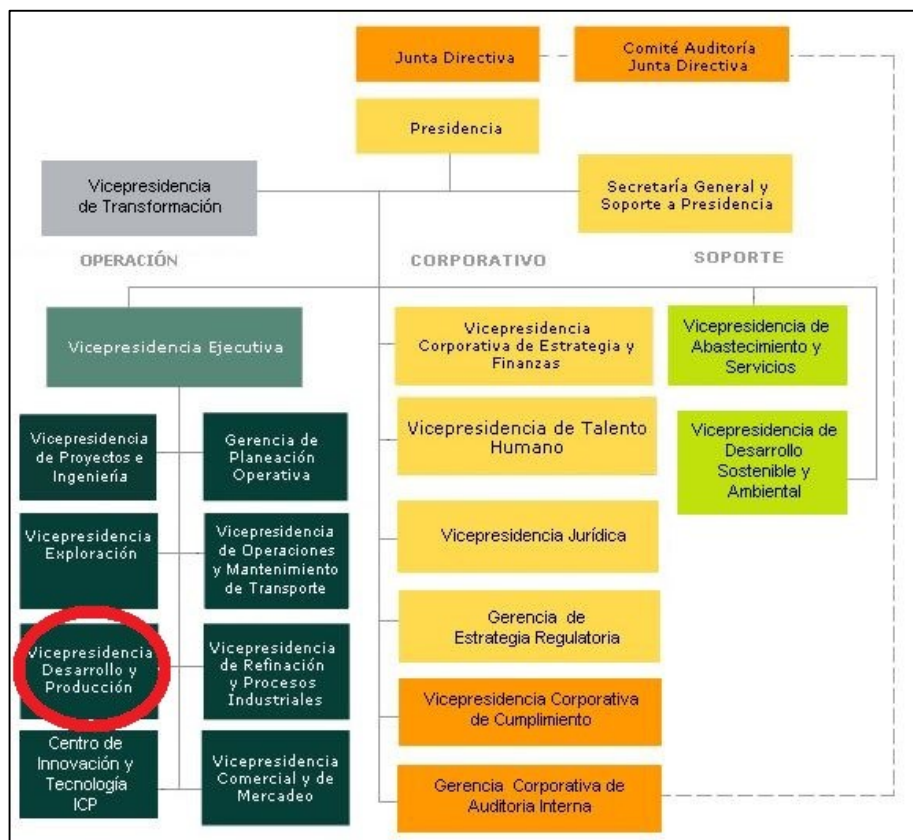 Junta Directiva
Comité Auditoría
Junta Directiva
Presidencia
Vicepresidencia
de Transformación
Secretaría General y
Soporte a Presidencia
OPERACIÓN
CORPORATIVO
SOPORTE
Vicepresidencia Ejecutiva
Vicepresidencia
de Proyectos e
Ingeniería
Gerencia de
Planeación
Operativa
Vicepresidencia
Exploración
Vicepresidencia
de Operaciones
y Mantenimiento
de Transporte
Vicepresidencia
Desarrollo y
Producción
Vicepresidencia
de Refinación
y Procesos
Industriales
Centro de
Innovación y
Tecnología
ICP
Vicepresidencia
Comercial y de
Mercadeo
Vicepresidencia
Corporativa de Estrategia y
Finanzas
Vicepresidencia de Talento
Humano
Vicepresidencia Jurídica
Gerencia de
Estrategia Regulatoria
Vicepresidencia Corporativa
de Cumplimiento
Gerencia Corporativa de
Auditoria Interna
Vicepresidencia de
Abastecimiento y
Servicios
Vicepresidencia de
Desarrollo
Sostenible y
Ambiental